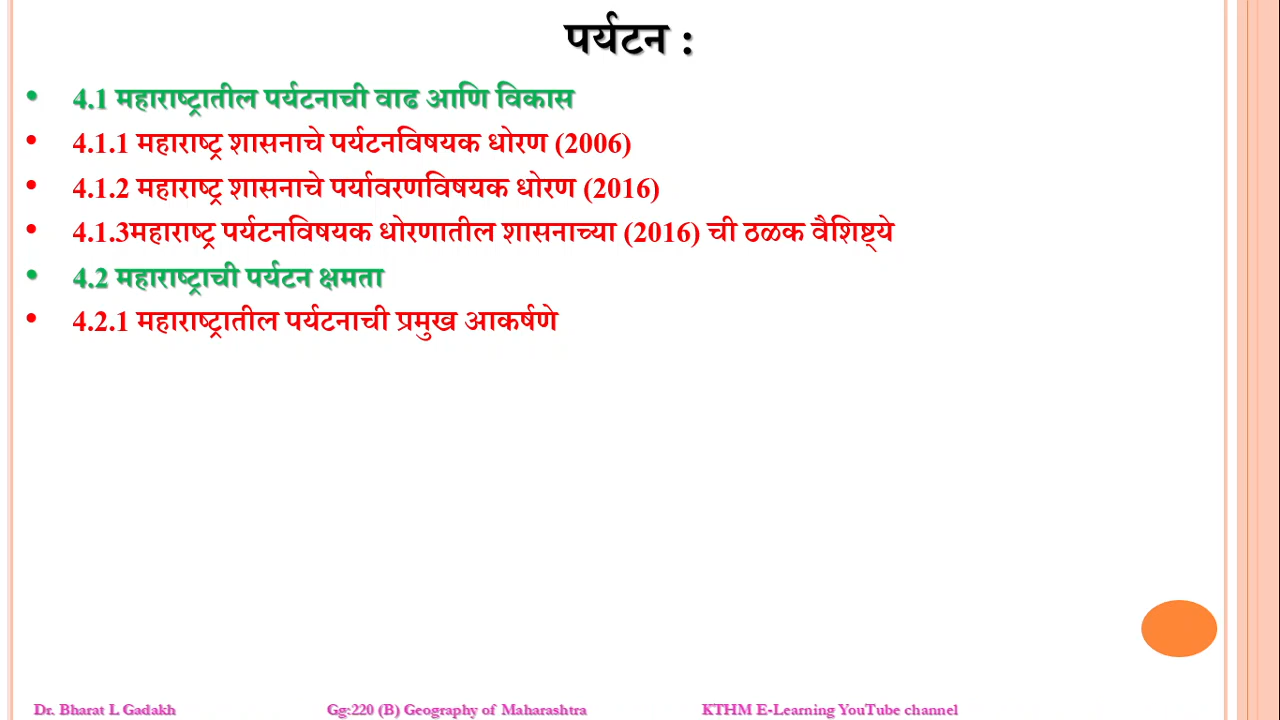 पर्यटन :
• 4.1 महाराष्ट्रातील पर्यटनाची वाढ आणि विकास
• 4.1.1 महाराष्ट्र शासनाचे पर्यटनविषयक धोरण (2006)
• 4.1.2 महाराष्ट्र शासनाचे पर्यावरणविषयक धोरण (2016)
• 4.1.3महाराष्ट्र पर्यटनविषयक धोरणातील शासनाच्या (2016) ची ठळक वैशिष्ट्ये
• 4.2 महाराष्ट्राची पर्यटन क्षमता
• 4.2.1 महाराष्ट्रातील पर्यटनाची प्रमुख आकर्षणे
Dr. Bharat L Gadakh Gg:220 (B) Geography of Maharashtra KTHM E-Learning YouTube channel